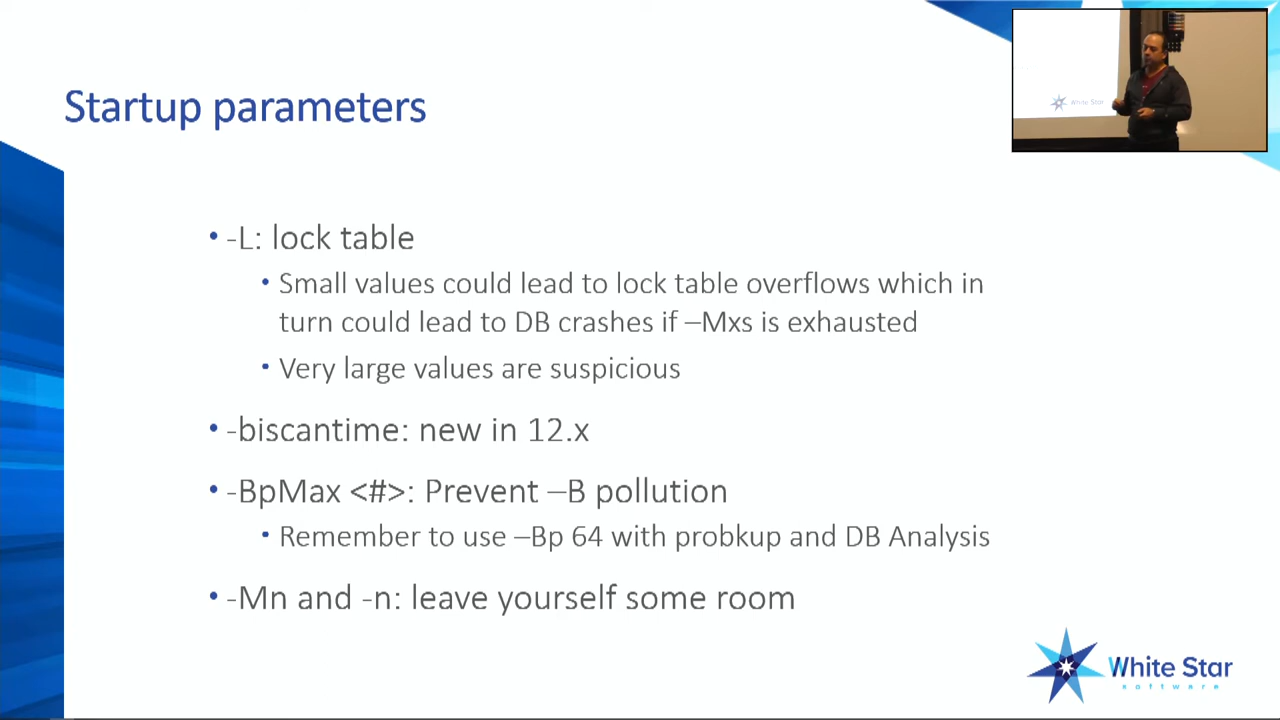 Startup parameters
White Star
• -L: lock table
• Small values could lead to lock table overflows which in
turn could lead to DB crashes if –Mxs is exhausted
• Very large values are suspicious
• -biscantime: new in 12.x
• -BpMax <#>: Prevent –B pollution
• Remember to use –Bp 64 with probkup and DB Analysis
• -Mn and -n: leave yourself some room
White Star
software